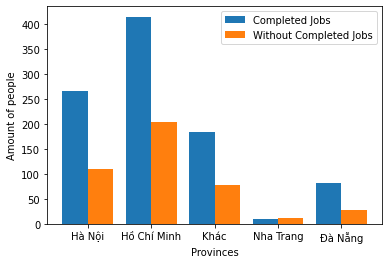 Completed Jobs
Without Completed Jobs
Amount of people
400
350
300
250
200
150
100
50
0
Hà Nội Hồ Chí Minh Khác Nha Trang Đà Nẵng
Provinces